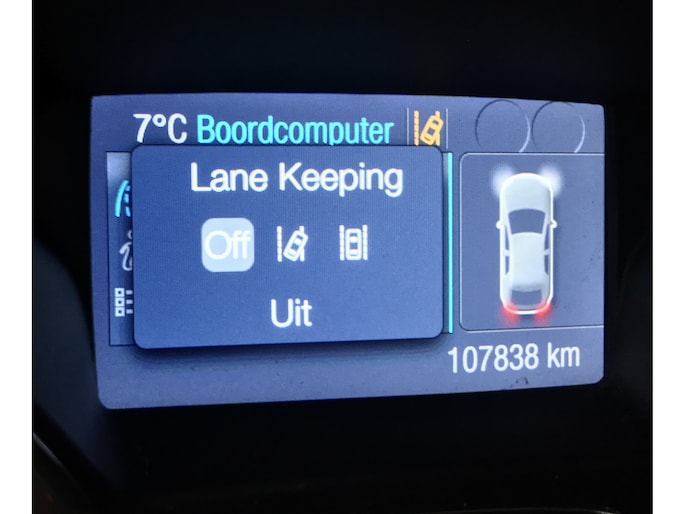 7°C Boordcomputer
Lane Keeping
Off
Uit
107838 km